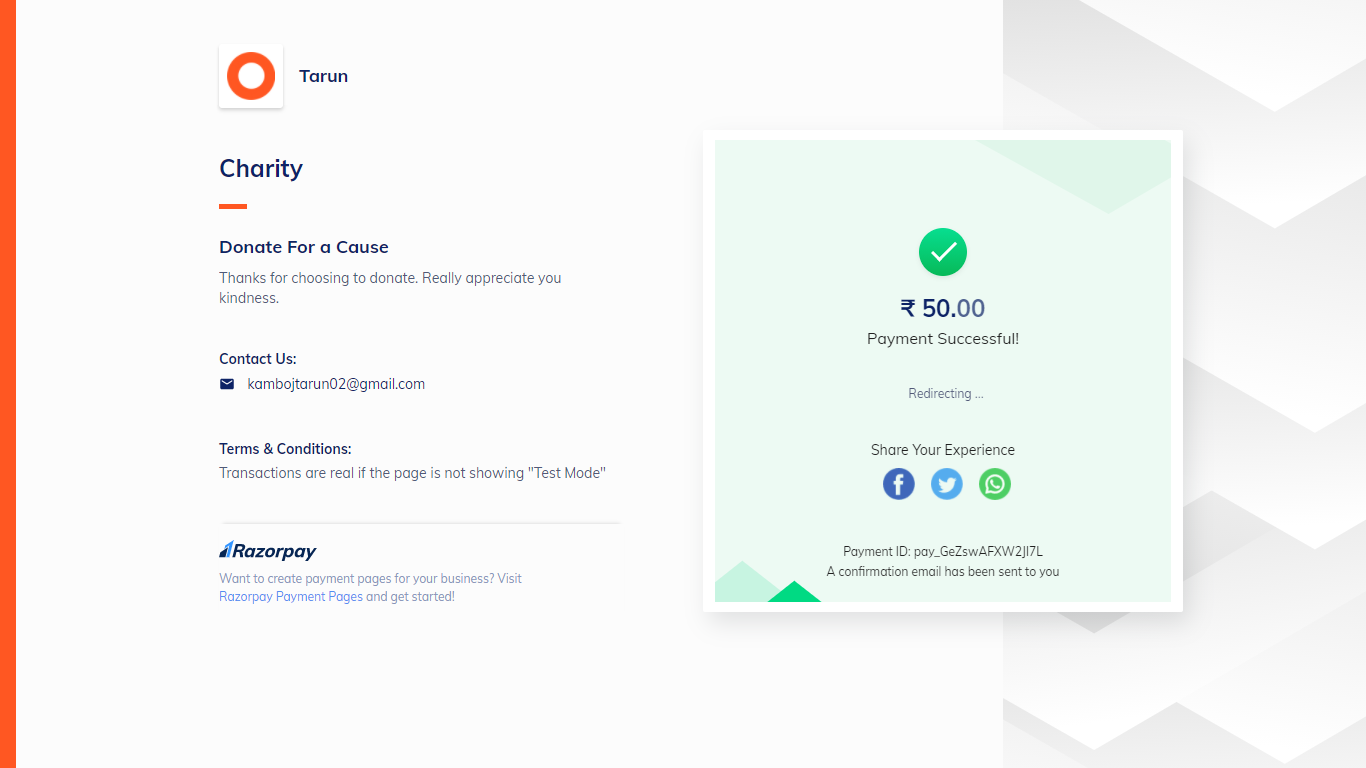 Tarun
Charity
Donate For a Cause
Thanks for choosing to donate. Really appreciate you
kindness.
Contact Us:
kambojtarun02@gmail.com
Terms & Conditions:
Transactions are real if the page is not showing "Test Mode"
Razorpay
Want to create payment pages for your business? Visit
Razorpay Payment Pages and get started!
₹ 50.00
Payment Successful!
Redirecting ...
Share Your Experience
Payment ID: pay_GeZswAFXW2JI7L
A confirmation email has been sent to you